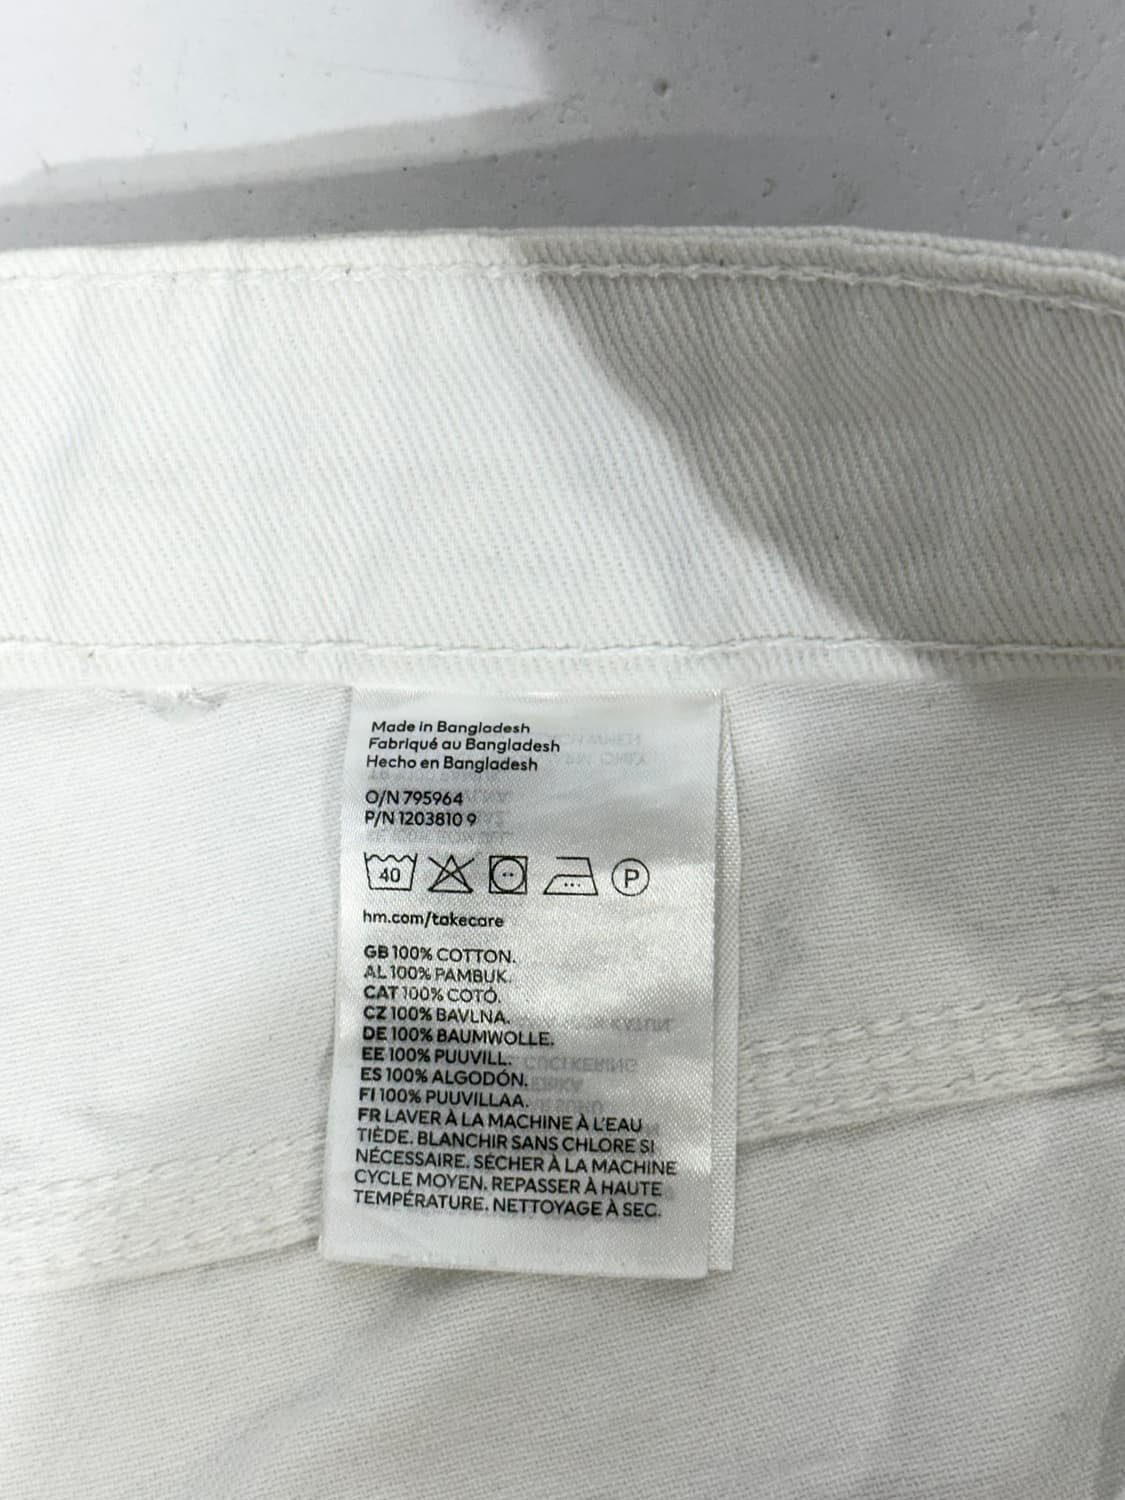 Made in Bangladesh
Fabriqué au Bangladesh
Hecho en Bangladesh
O/N 795964
P/N 1203810 9
40 P
hm.com/takecare
GB 100% COTTON.
AL 100% PAMBUK.
CAT 100% COTÓ.
CZ 100% BAVLNA.
DE 100% BAUMWOLLE.
EE 100% PUUVILL.
ES 100% ALGODÓN.
FI 100% PUUVILLAA.
FR LAVER À LA MACHINE À L'EAU
TIÈDE. BLANCHIR SANS CHLORE SI
NÉCESSAIRE. SÉCHER À LA MACHINE
CYCLE MOYEN. REPASSER À HAUTE
TEMPÉRATURE. NETTOYAGE À SEC.